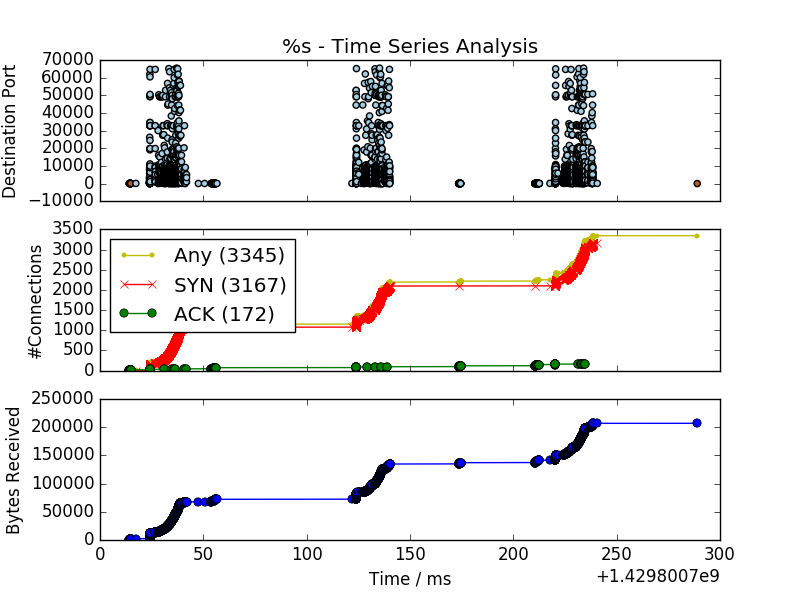 %s - Time Series Analysis
70000
60000
50000
40000
30000
20000
10000
0
−10000
Destination Port
3500
3000
2500
2000
1500
1000
500
0
#Connections
Any (3345)
SYN (3167)
ACK (172)
250000
200000
150000
100000
50000
0
Bytes Received
0 50 100 150 200 250 300
Time / ms
+1.4298007e9